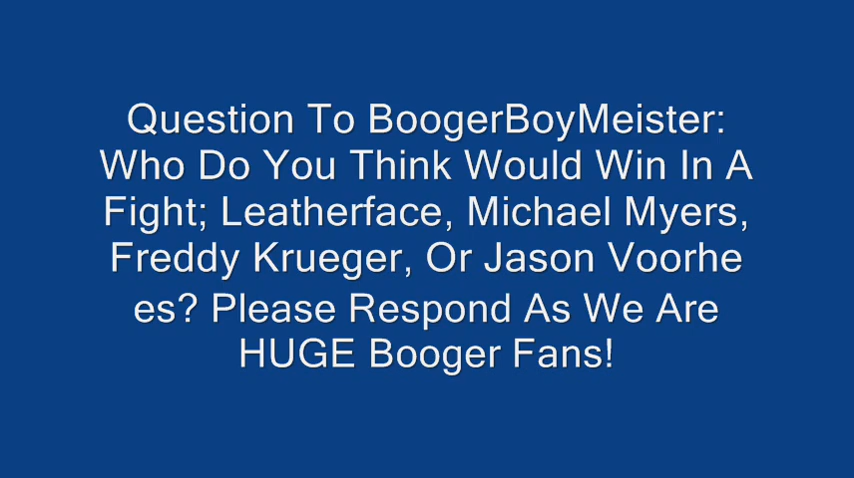 Question To BoogerBoyMeister:
Who Do You Think Would Win In A
Fight; Leatherface, Michael Myers,
Freddy Krueger, Or Jason Voorhe
es? Please Respond As We Are
HUGE Booger Fans!